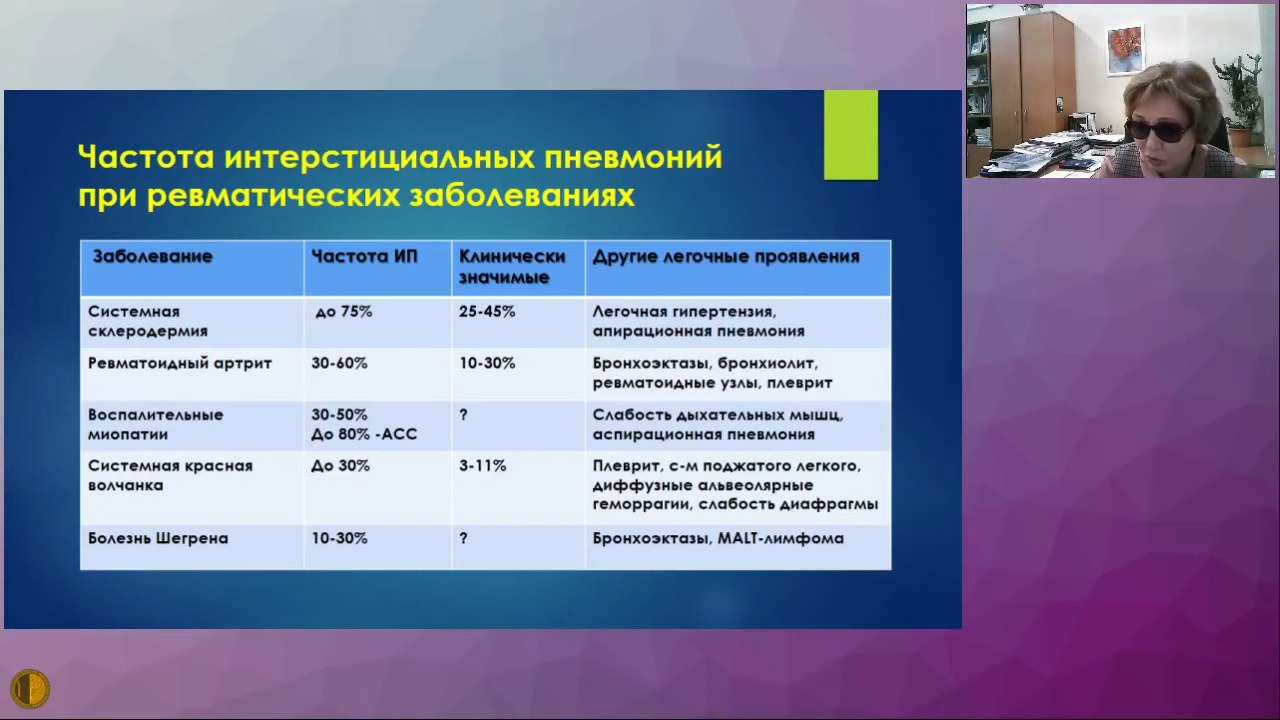 Частота интерстициальных пневмоний
при ревматических заболеваниях
Заболевание
Частота ИП
Клинически
значимые
Другие легочные проявления
Системная
склеродермия
до 75%
25-45%
Легочная гипертензия,
апирационная пневмония
Ревматоидный артрит
30-60%
10-30%
Бронхоэктазы, бронхиолит,
ревматоидные узлы, плеврит
Воспалительные
миопатии
30-50%
До 80% -АСС
?
Слабость дыхательных мышц,
аспирационная пневмония
Системная красная
волчанка
До 30%
3-11%
Плеврит, с-м поджатого легкого,
диффузные альвеолярные
геморрагии, слабость диафрагмы
Болезнь Шегрена
10-30%
?
Бронхоэктазы, MALT-лимфома